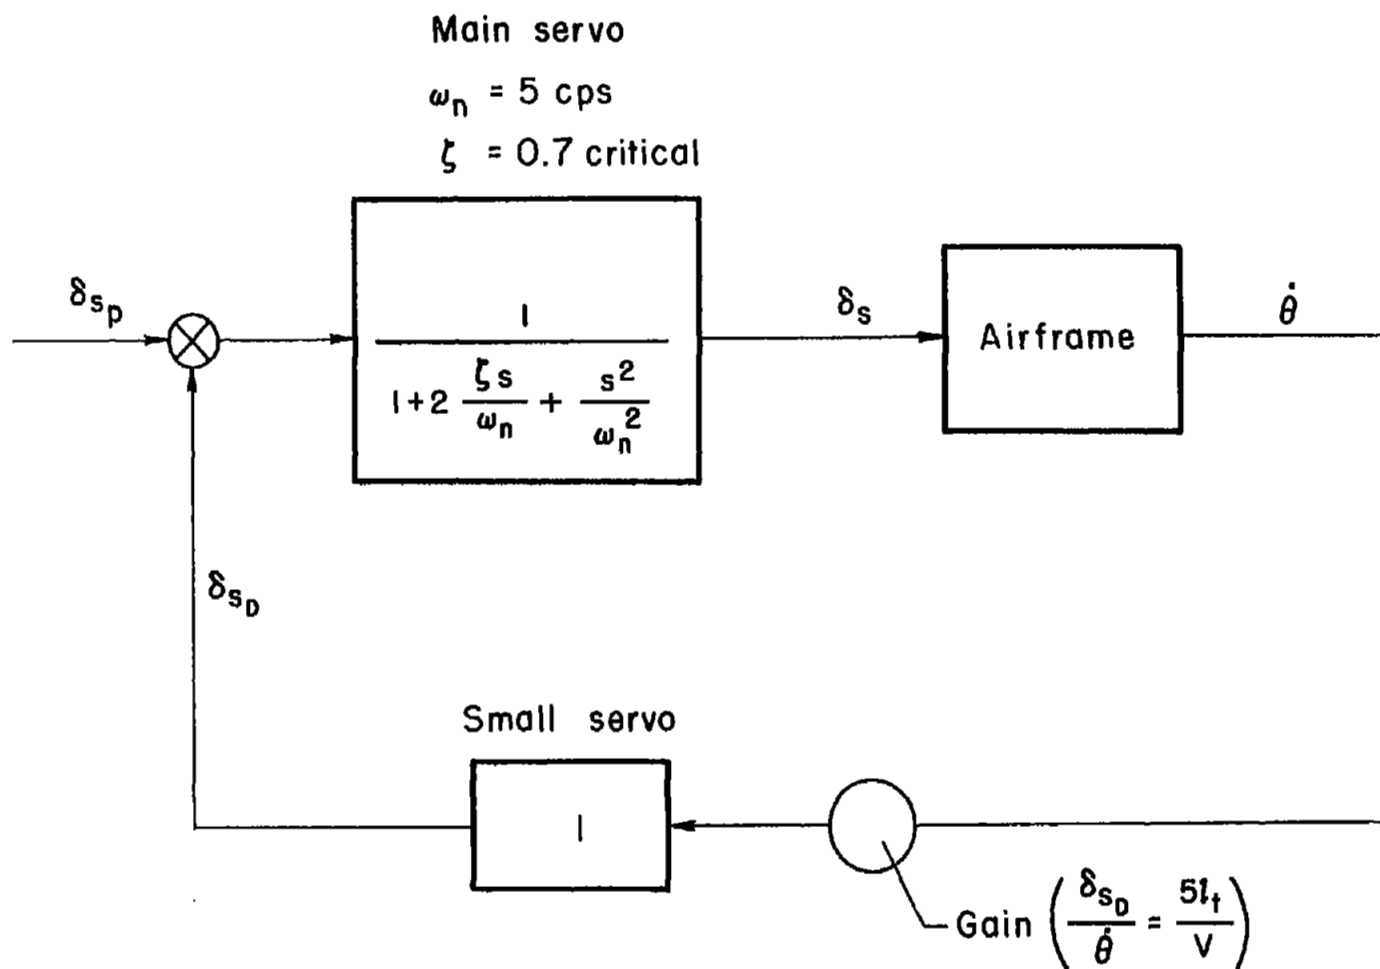 Main servo
ωn = 5 cps
ζ = 0.7 critical
δsp
1
1+2 ζs/ωn + s²/ωn²
δs
Airframe
θ̇
δsD
Small servo
1
Gain (δsD/θ̇ = 5lt/V)